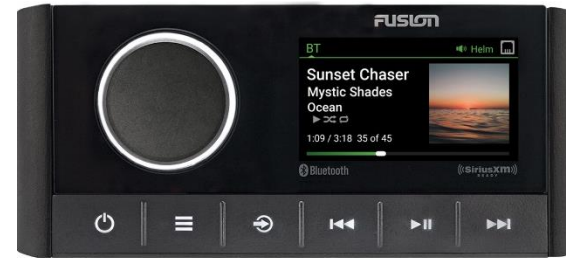 FUSION
BT Helm
Sunset Chaser
Mystic Shades
Ocean
1:09 / 3:18 35 of 45
Bluetooth
((SiriusXM))
READY